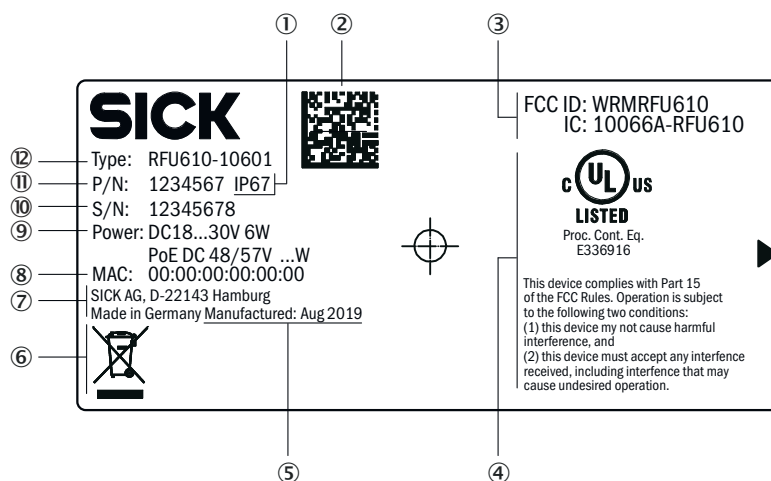 ① ② ③
SICK
FCC ID: WRMRFU610
IC: 10066A-RFU610
⑫ Type: RFU610-10601
⑪ P/N: 1234567 IP67
⑩ S/N: 12345678
⑨ Power: DC18...30V 6W
PoE DC 48/57V ...W
⑧ MAC: 00:00:00:00:00:00
⑦ SICK AG, D-22143 Hamburg
Made in Germany Manufactured: Aug 2019
⑥
C UL US
LISTED
Proc. Cont. Eq.
E336916
This device complies with Part 15
of the FCC Rules. Operation is subject
to the following two conditions:
(1) this device my not cause harmful
interference, and
(2) this device must accept any interfence
received, including interfence that may
cause undesired operation.
⑤ ④